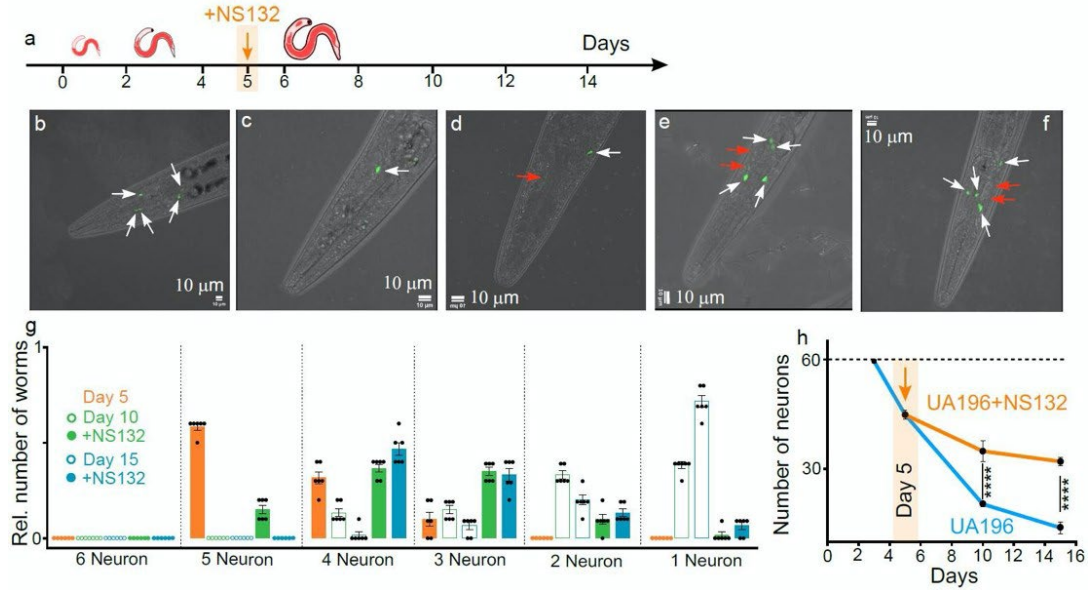 +NS132
a
Days
0 2 4 5 6 8 10 12 14
b
10 μm
c
10 μm
d
10 μm
e
10 μm
f
10 μm
g
Rel. number of worms
1
0
Day 5
Day 10
+NS132
Day 15
+NS132
6 Neuron 5 Neuron 4 Neuron 3 Neuron 2 Neuron 1 Neuron
h
Number of neurons
60
30
UA196+NS132
Day 5
****
****
UA196
0 2 4 6 8 10 12 14 16
Days